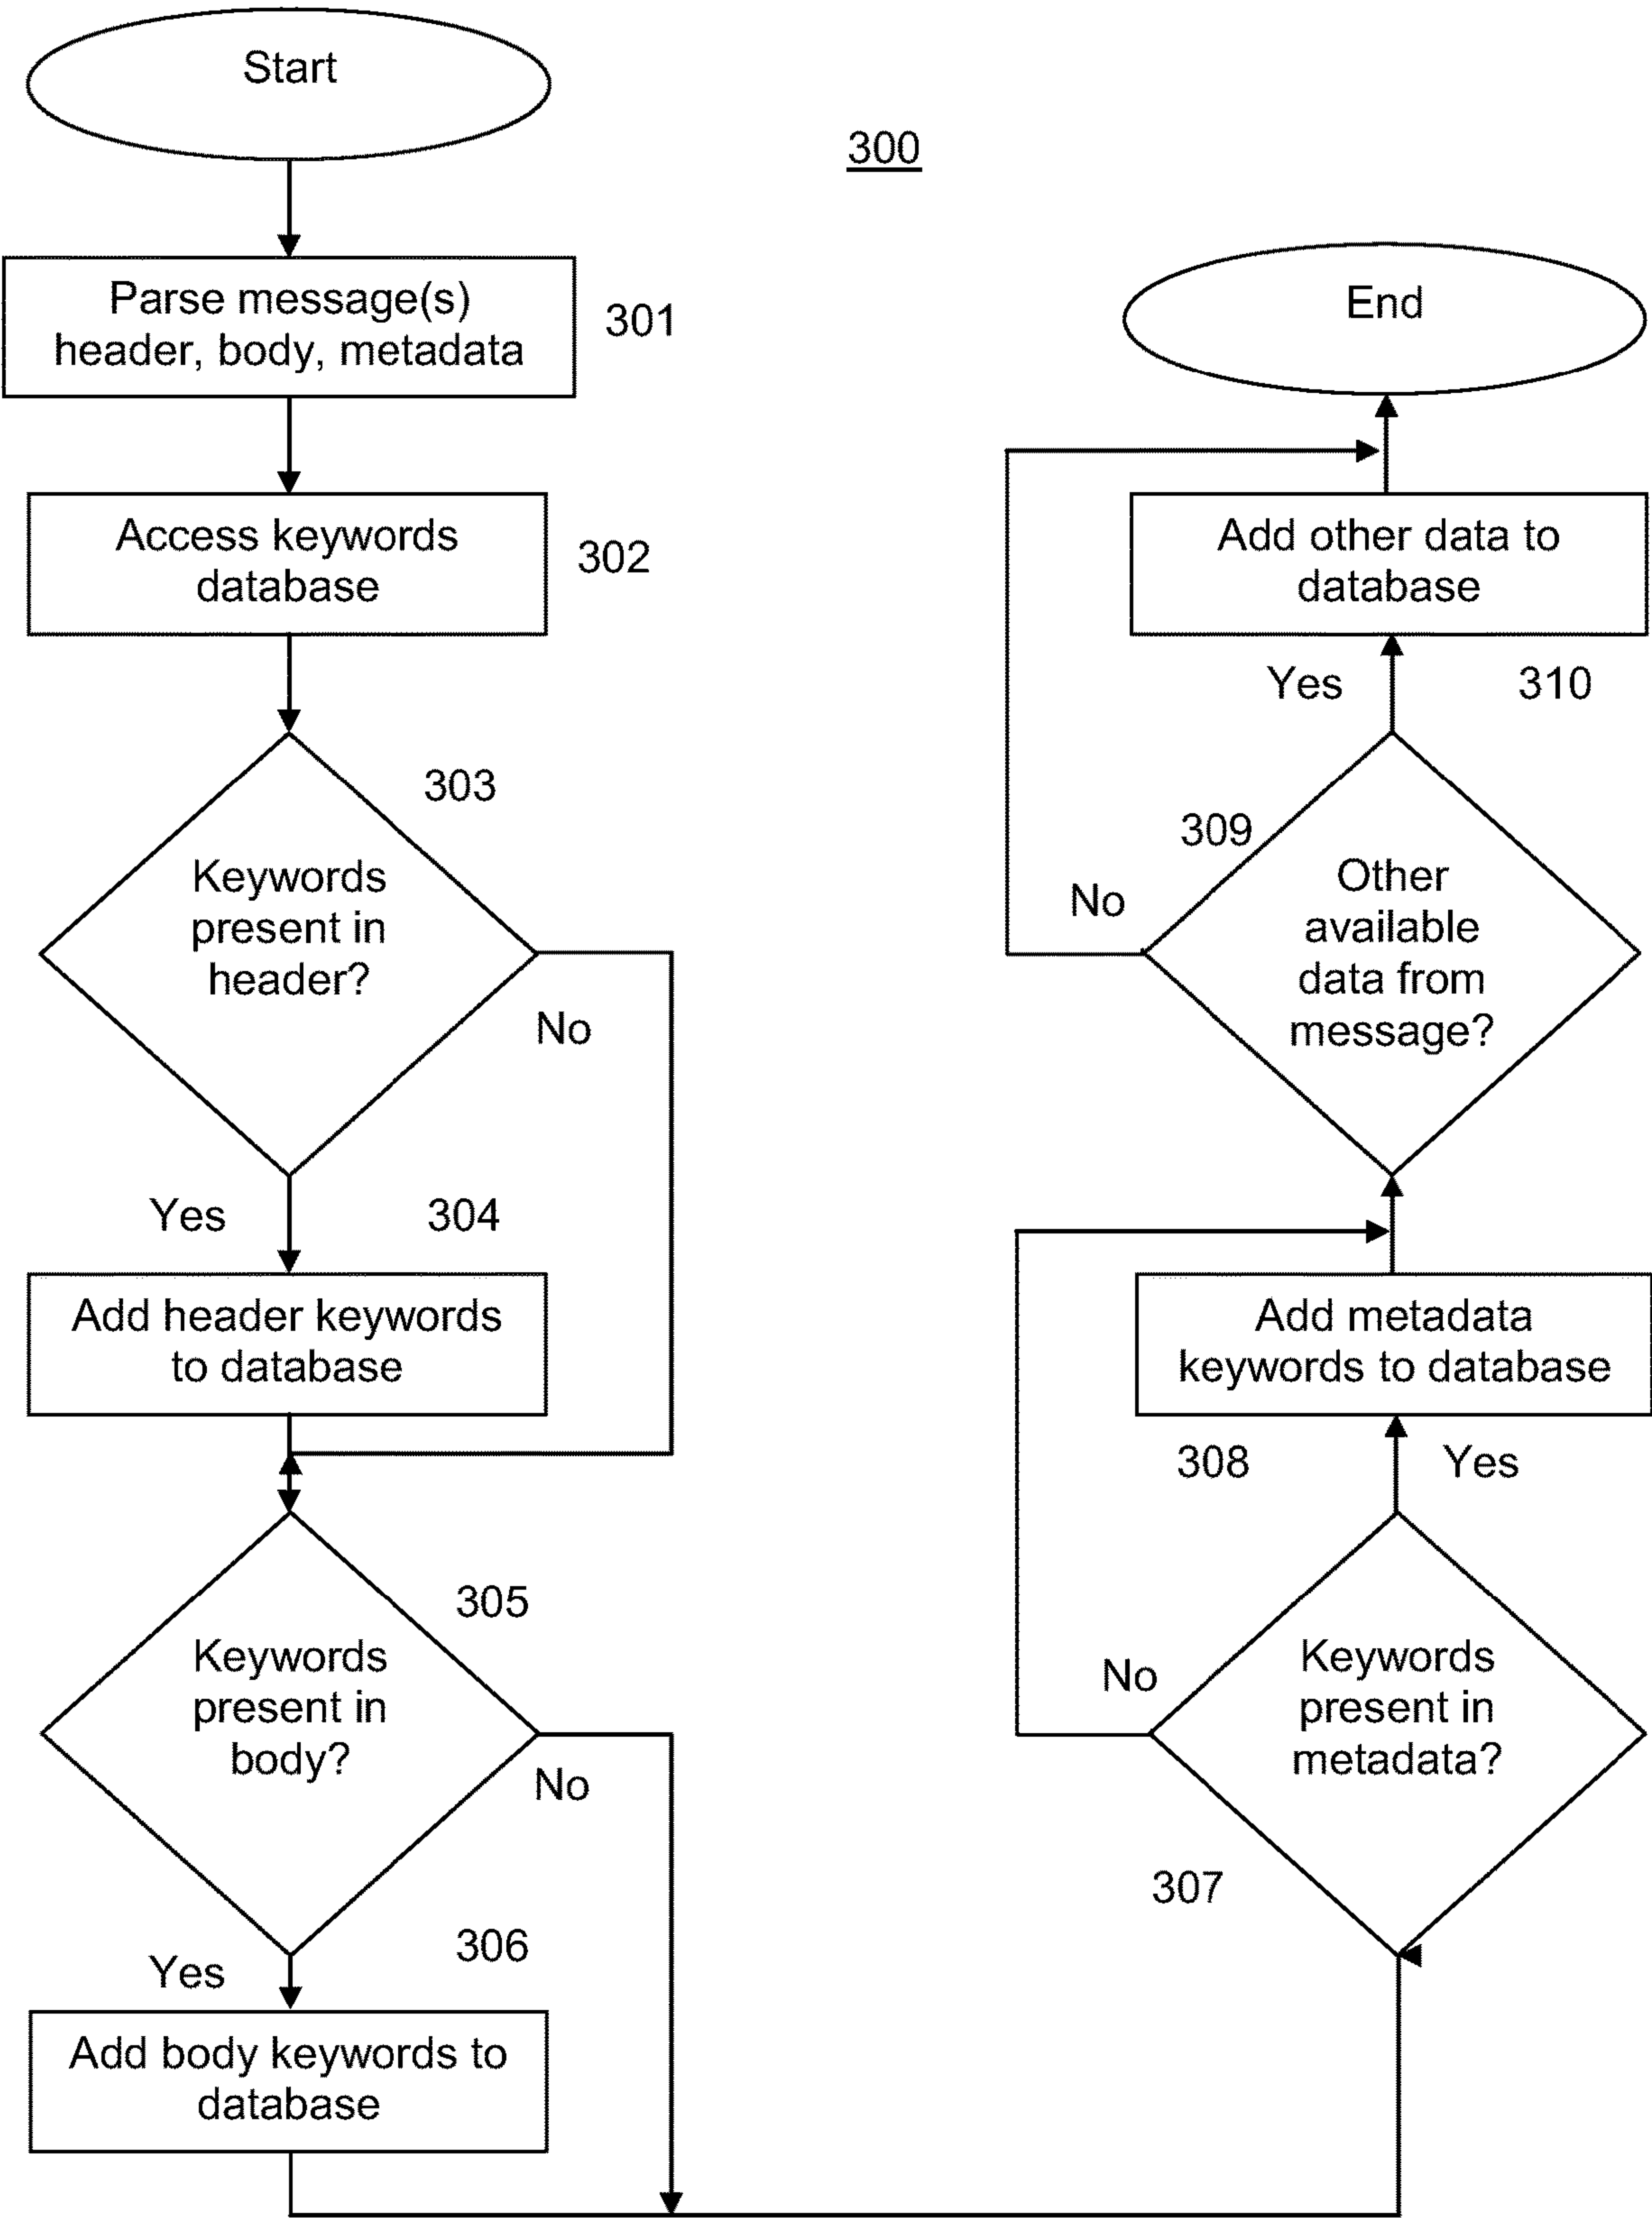 Start
300
Parse message(s)
header, body, metadata
301
Access keywords
database
302
303
Keywords
present in
header?
No
Yes
304
Add header keywords
to database
305
Keywords
present in
body?
No
Yes
306
Add body keywords to
database
End
Add other data to
database
Yes
310
309
Other
available
data from
message?
No
Add metadata
keywords to database
308
Yes
No
Keywords
present in
metadata?
307